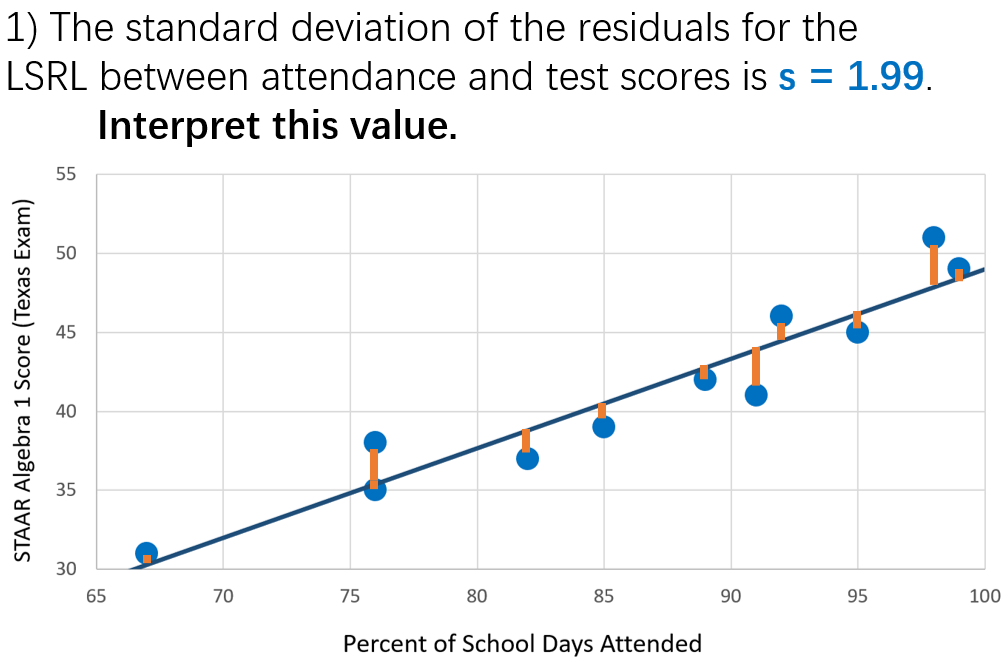 1) The standard deviation of the residuals for the
LSRL between attendance and test scores is s = 1.99.
Interpret this value.
55
50
45
40
35
30
STAAR Algebra 1 Score (Texas Exam)
65 70 75 80 85 90 95 100
Percent of School Days Attended